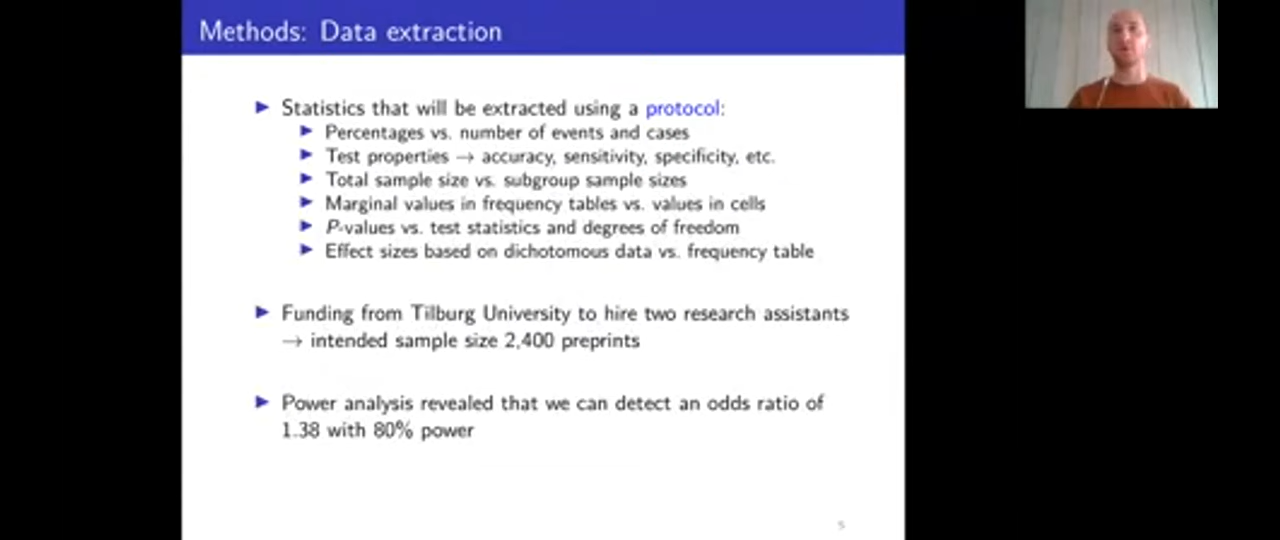 Methods: Data extraction
Statistics that will be extracted using a protocol:
Percentages vs. number of events and cases
Test properties → accuracy, sensitivity, specificity, etc.
Total sample size vs. subgroup sample sizes
Marginal values in frequency tables vs. values in cells
P-values vs. test statistics and degrees of freedom
Effect sizes based on dichotomous data vs. frequency table
Funding from Tilburg University to hire two research assistants
→ intended sample size 2,400 preprints
Power analysis revealed that we can detect an odds ratio of
1.38 with 80% power
5